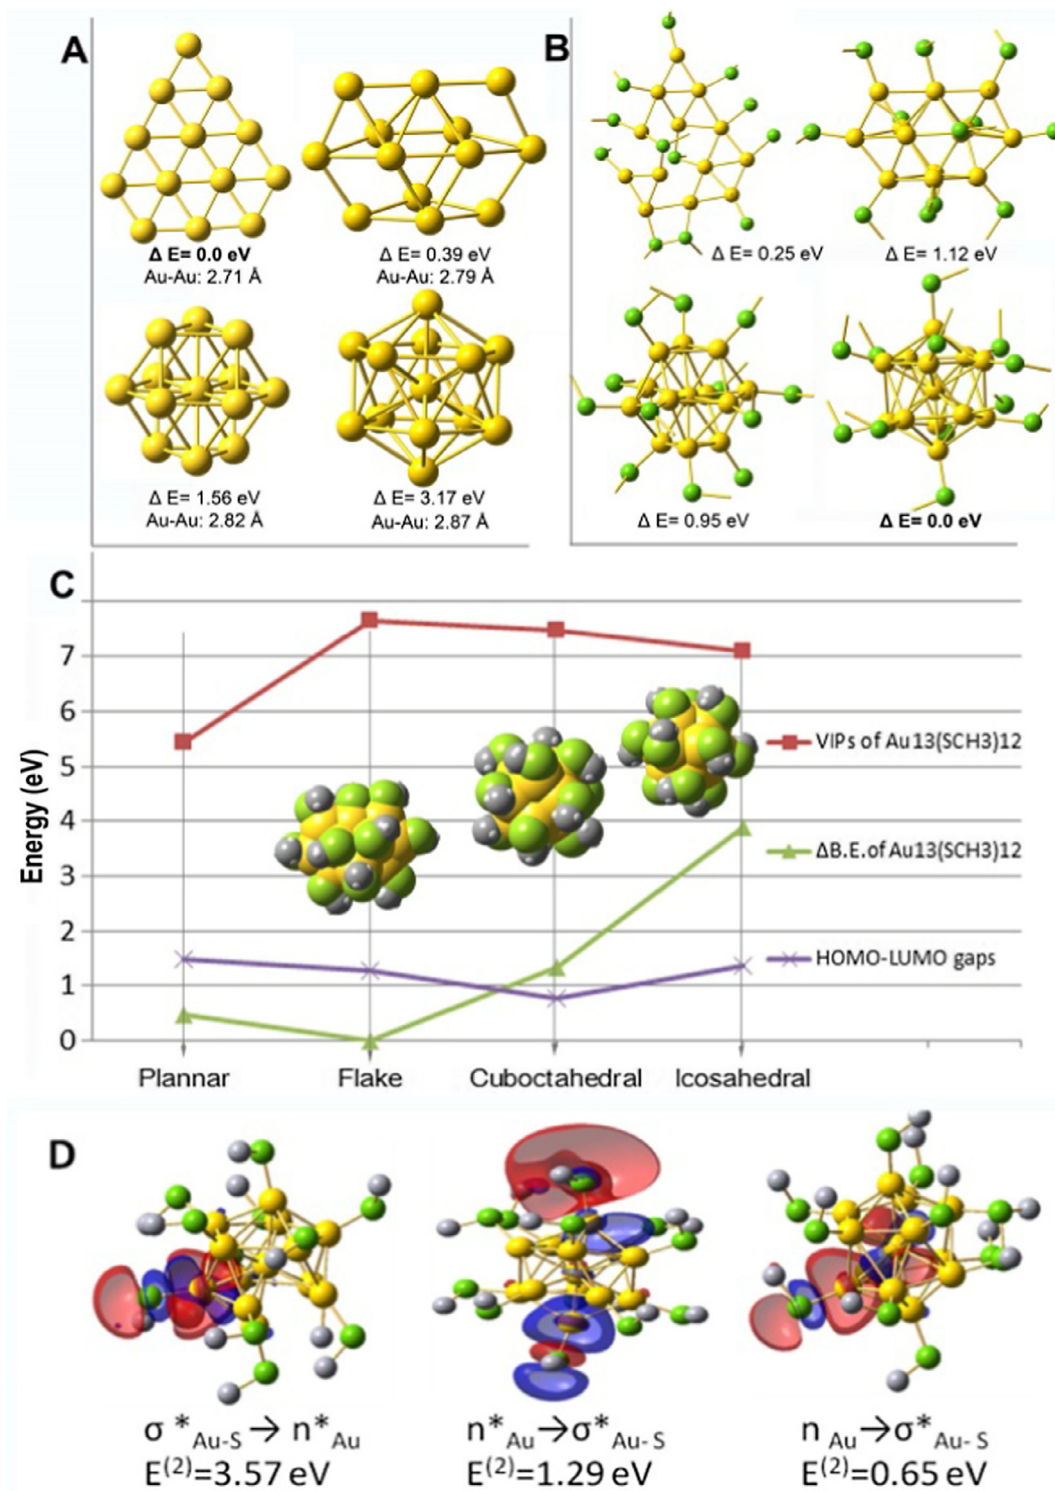 A
B
Δ E= 0.0 eV
Au-Au: 2.71 Å
Δ E= 0.39 eV
Au-Au: 2.79 Å
Δ E= 0.25 eV
Δ E= 1.12 eV
Δ E= 1.56 eV
Au-Au: 2.82 Å
Δ E= 3.17 eV
Au-Au: 2.87 Å
Δ E= 0.95 eV
Δ E= 0.0 eV
C
Energy (eV)
7
6
5
4
3
2
1
0
VIPs of Au13(SCH3)12
ΔB.E.of Au13(SCH3)12
HOMO-LUMO gaps
Plannar
Flake
Cuboctahedral
Icosahedral
D
σ *Au-S → n*Au
E(2)=3.57 eV
n*Au→σ*Au- S
E(2)=1.29 eV
n Au→σ*Au- S
E(2)=0.65 eV